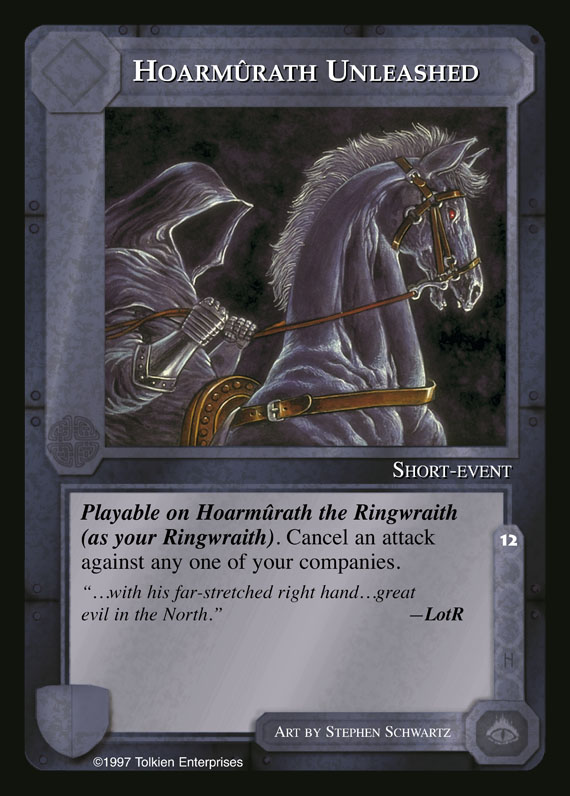 HOARMÛRATH UNLEASHED
SHORT-EVENT
Playable on Hoarmûrath the Ringwraith
(as your Ringwraith). Cancel an attack
against any one of your companies.
“…with his far-stretched right hand…great
evil in the North.” —LotR
12
H
ART BY STEPHEN SCHWARTZ
©1997 Tolkien Enterprises